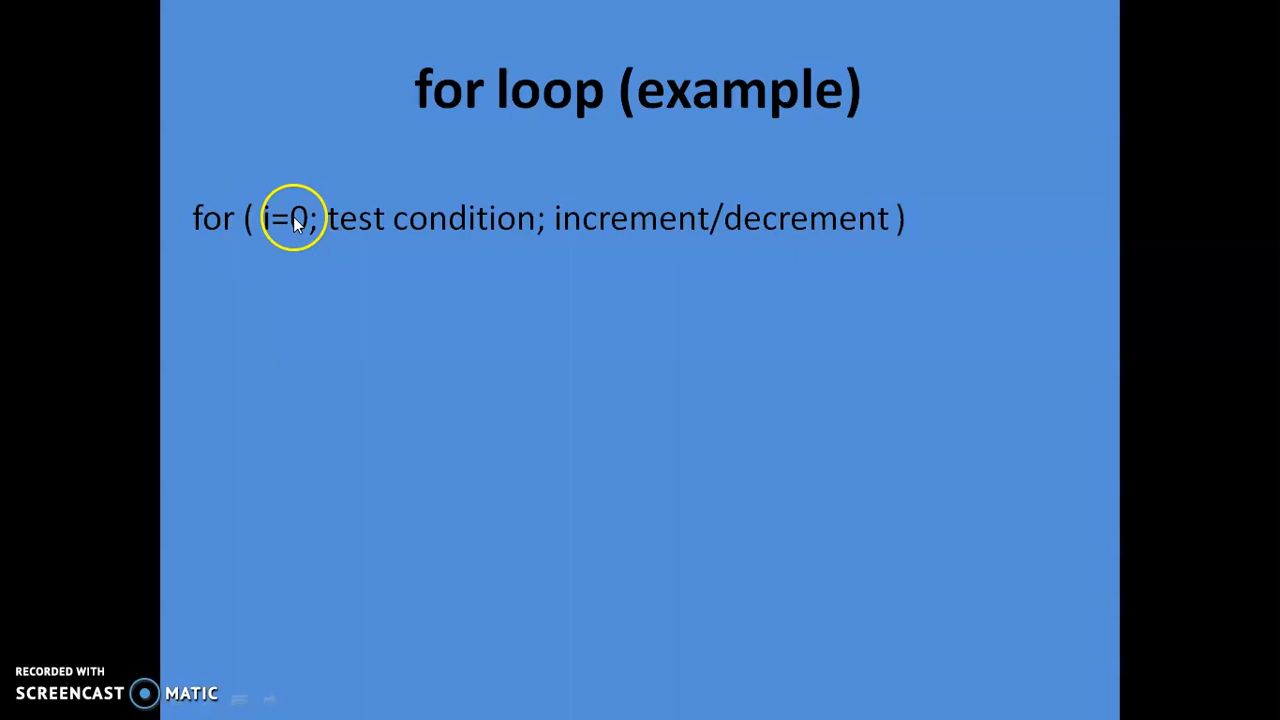 for loop (example)
for ( i=0; test condition; increment/decrement )
RECORDED WITH
SCREENCAST MATIC